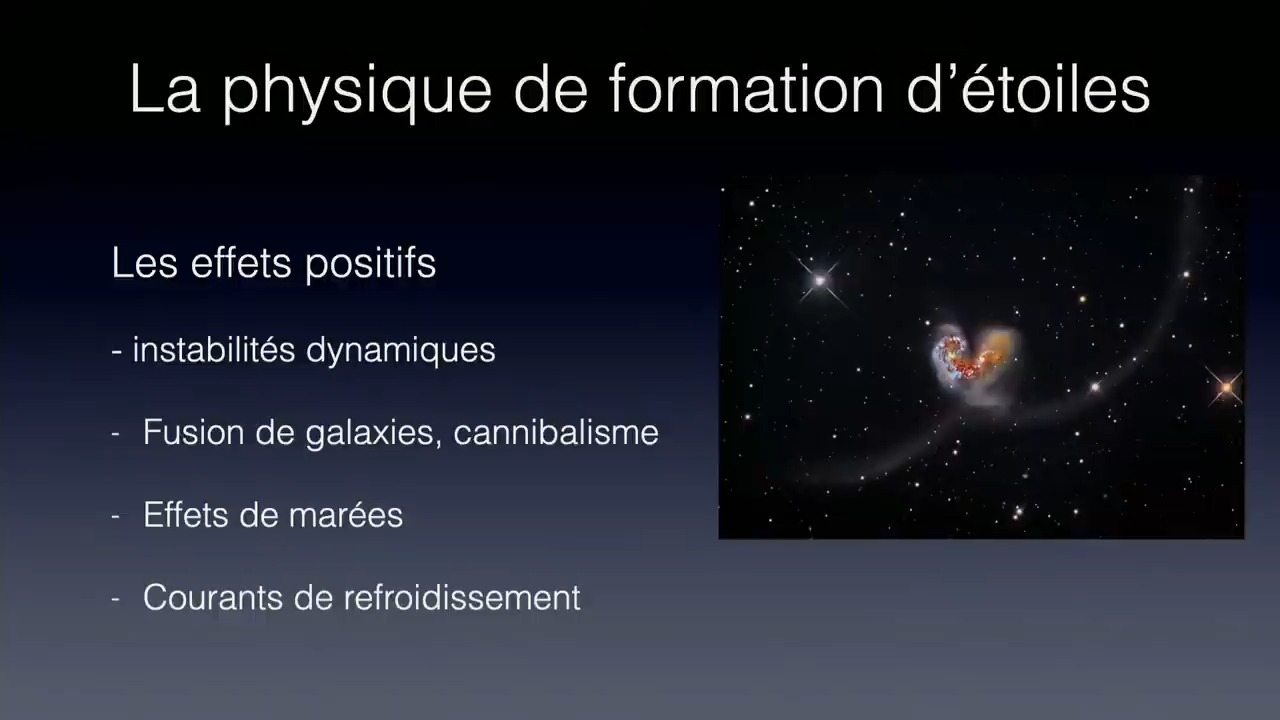 La physique de formation d’étoiles
Les effets positifs
- instabilités dynamiques
- Fusion de galaxies, cannibalisme
- Effets de marées
- Courants de refroidissement